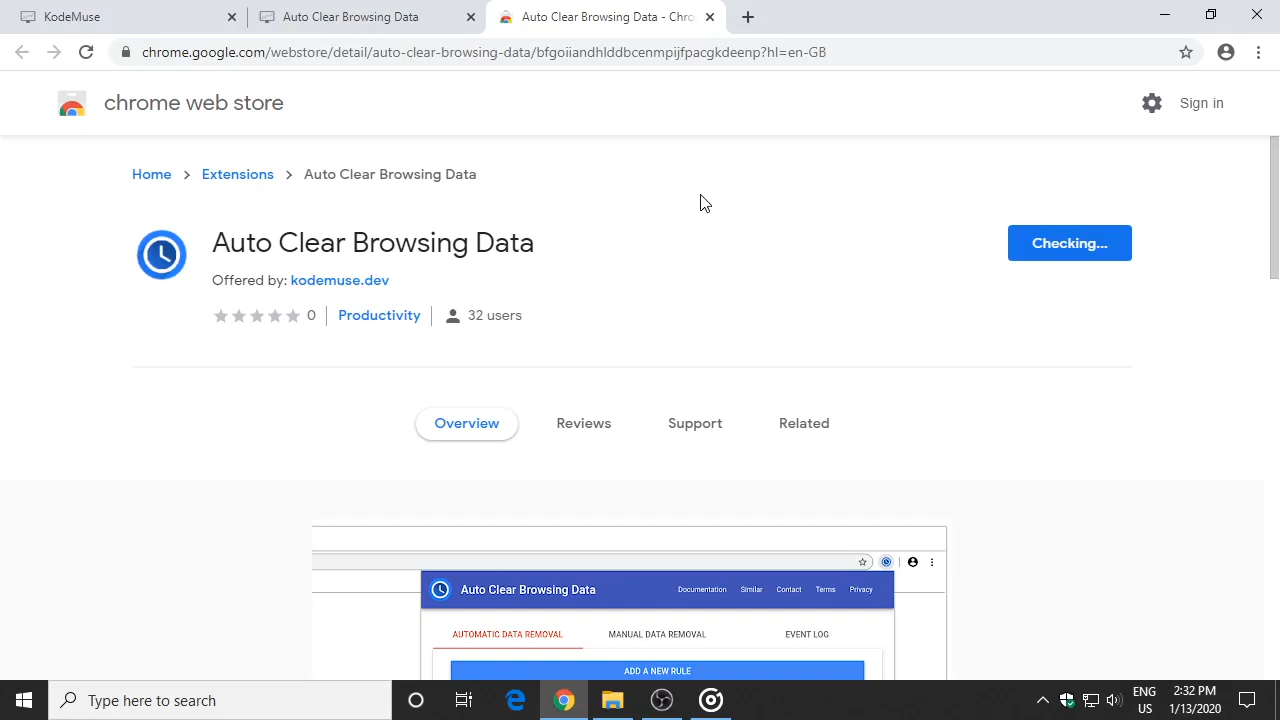 KodeMuse
Auto Clear Browsing Data
Auto Clear Browsing Data - Chro
chrome.google.com/webstore/detail/auto-clear-browsing-data/bfgoiiandhlddbcenmpijfpacgkdeenp?hl=en-GB
chrome web store
Sign in
Home > Extensions > Auto Clear Browsing Data
Auto Clear Browsing Data
Checking...
Offered by: kodemuse.dev
0
Productivity
32 users
Overview
Reviews
Support
Related
Auto Clear Browsing Data
Documentation
Similar
Contact
Terms
Privacy
AUTOMATIC DATA REMOVAL
MANUAL DATA REMOVAL
EVENT LOG
ADD A NEW RULE
Type here to search
ENG
US
2:32 PM
1/13/2020